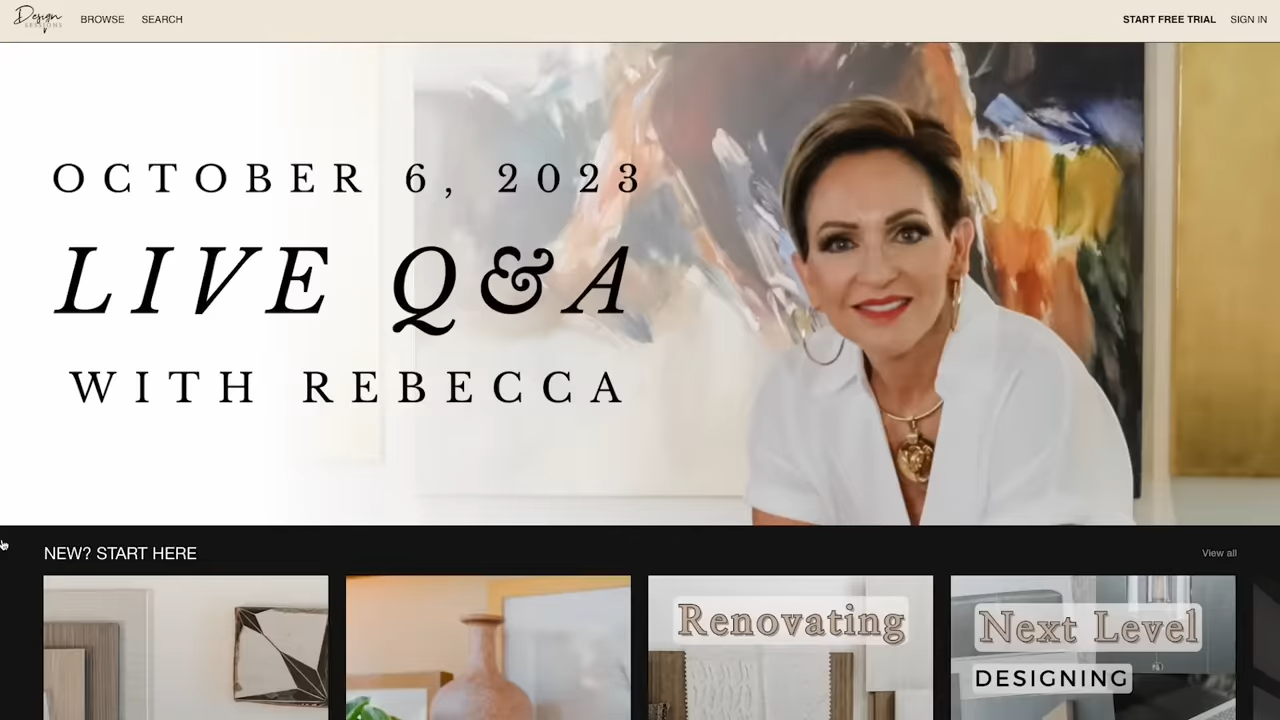 Design
SESSIONS
BROWSE
SEARCH
START FREE TRIAL
SIGN IN
OCTOBER 6, 2023
LIVE Q&A
WITH REBECCA
NEW? START HERE
View all
Renovating
Next Level
DESIGNING